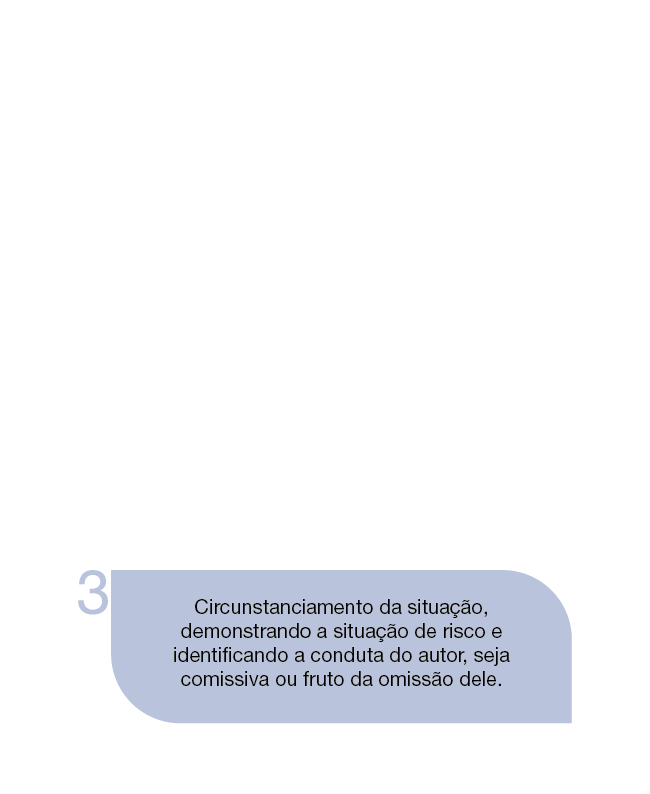 3
Circunstanciamento da situação,
demonstrando a situação de risco e
identificando a conduta do autor, seja
comissiva ou fruto da omissão dele.